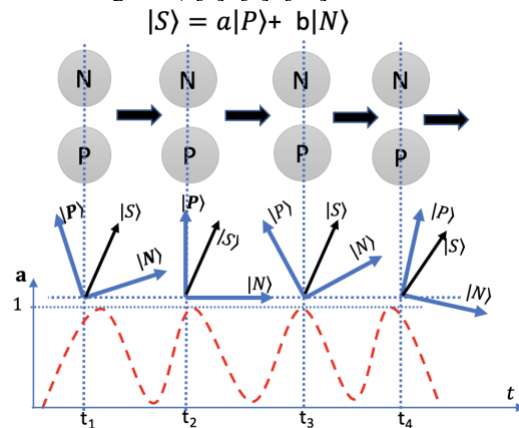 |S⟩ = a|P⟩+ b|N⟩
N N N N
P P P P
|P⟩ |S⟩ |N⟩ |P⟩ |S⟩ |N⟩ |P⟩ |S⟩ |N⟩ |P⟩ |S⟩ |N⟩
a
1
t₁ t₂ t₃ t₄ t